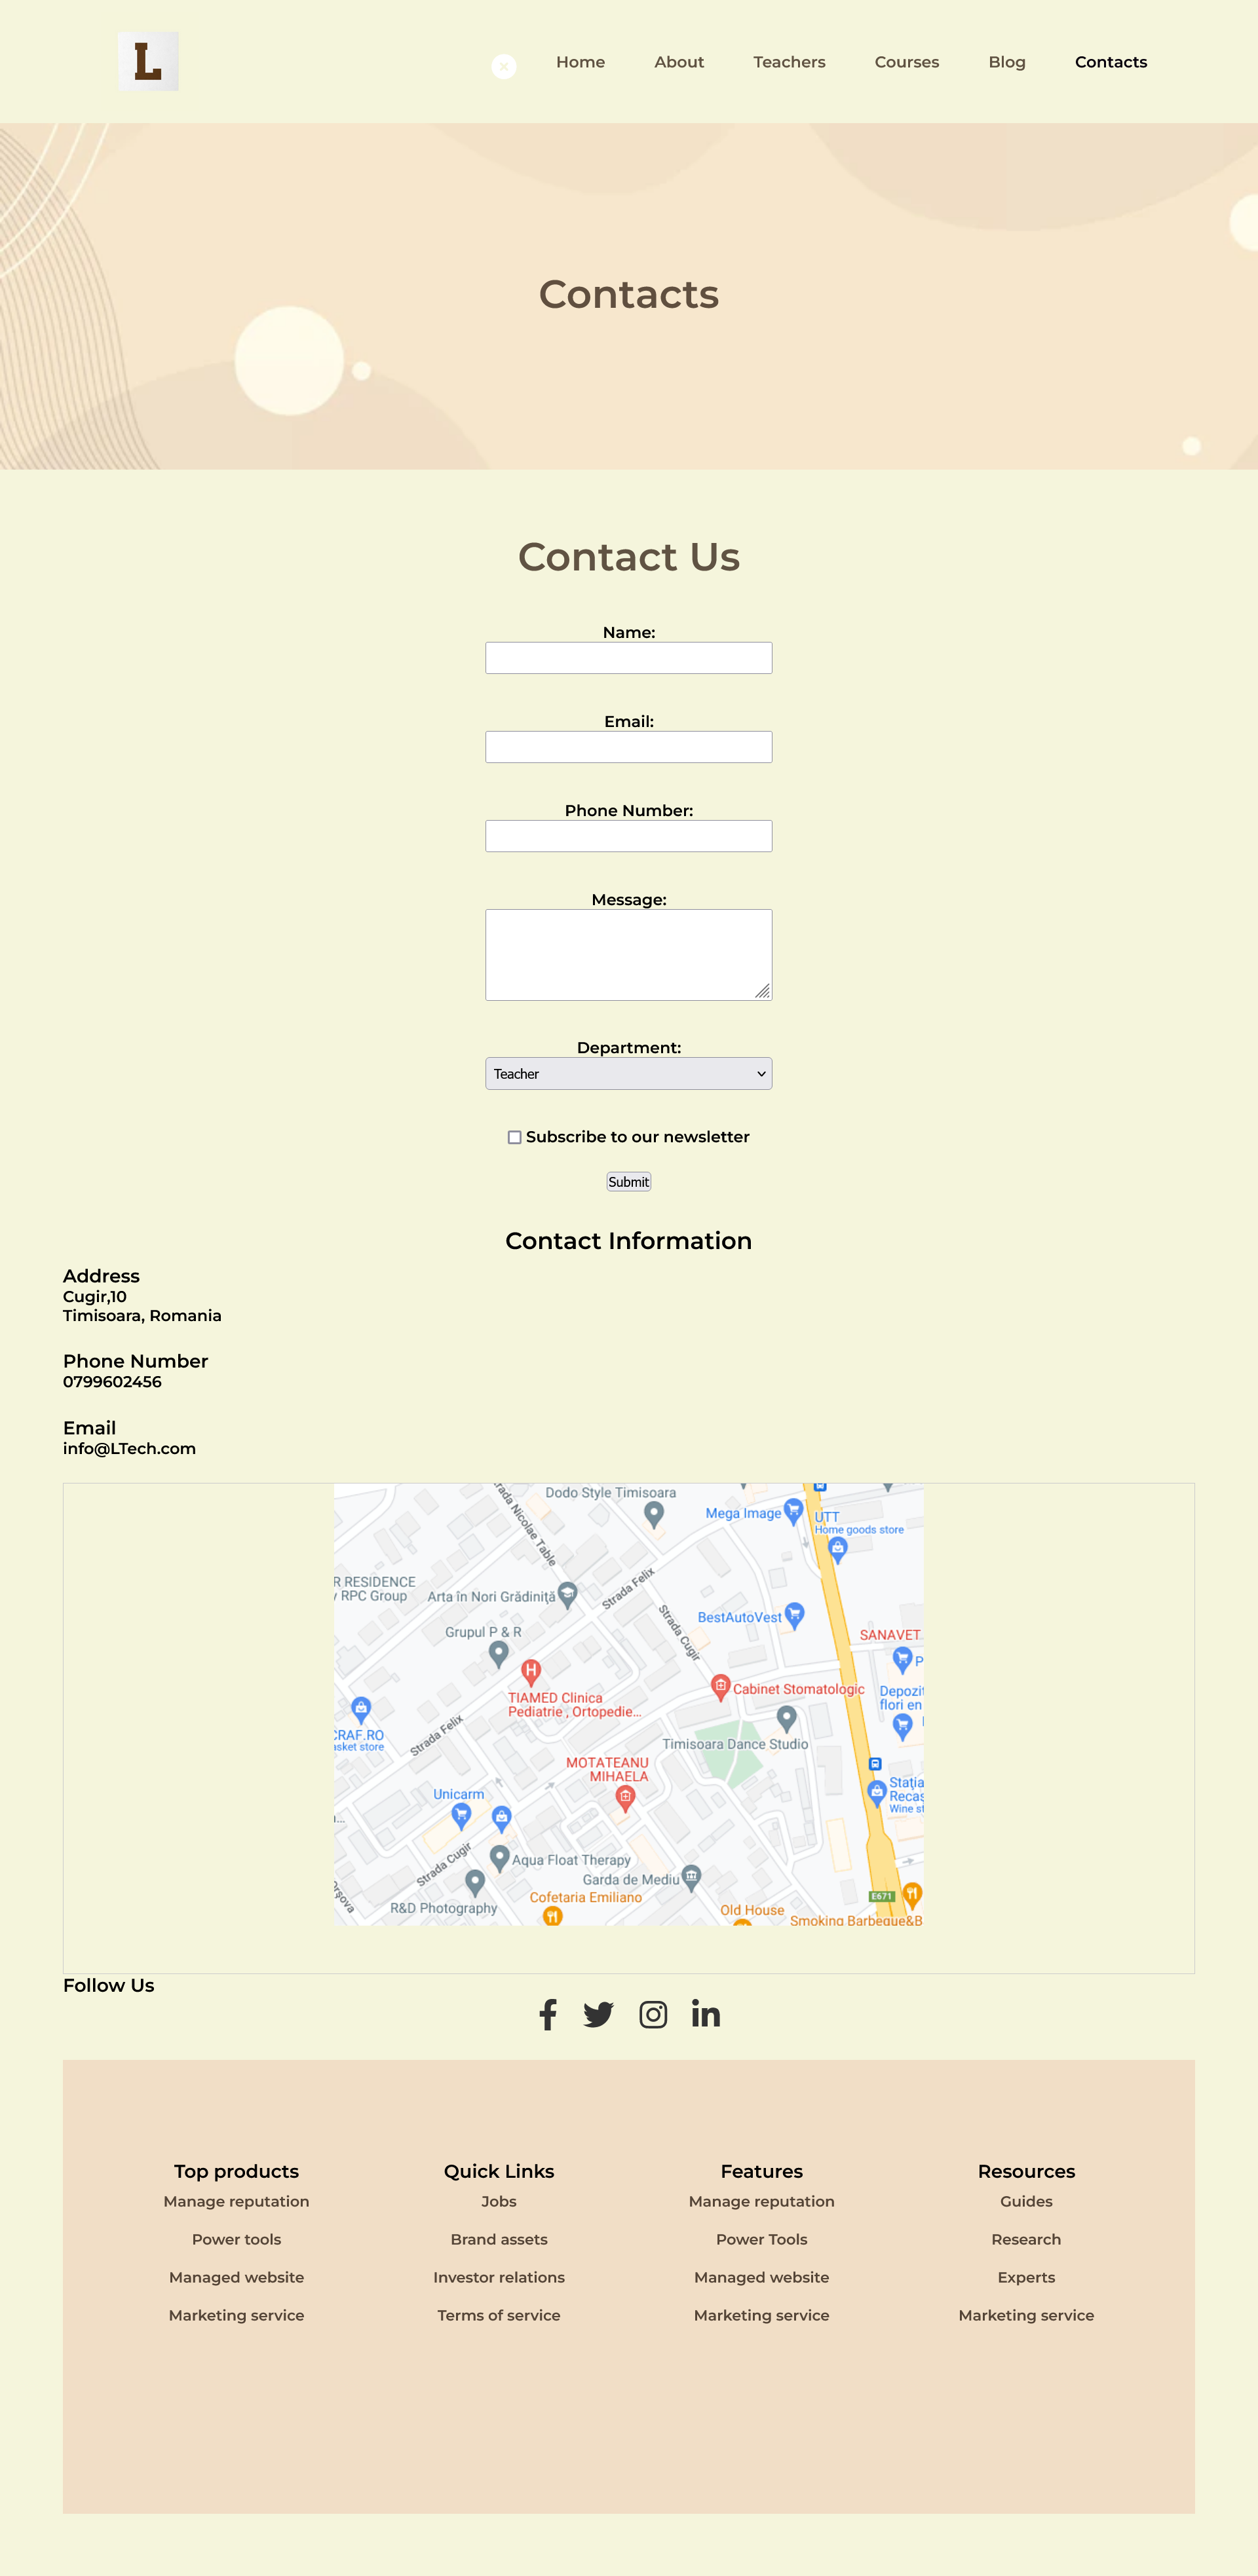 L
Home About Teachers Courses Blog Contacts
Contacts
Contact Us
Name:
Email:
Phone Number:
Message:
Department:
Teacher
Subscribe to our newsletter
Submit
Contact Information
Address
Cugir,10
Timisoara, Romania
Phone Number
0799602456
Email
info@LTech.com
Dodo Style Timisoara
Mega Image
UTT
Home goods store
Strada Nicolae Table
R RESIDENCE
RPC Group
Arta în Nori Grădiniță
Strada Felix
BestAutoVest
Strada Cugir
Grupul P & R
SANAVET
P
TIAMED Clinica
Pediatrie , Ortopedie...
Cabinet Stomatologic
Depozit
flori en
CRAF.RO
asket store
Strada Felix
Timisoara Dance Studio
MOTATEANU
MIHAELA
Unicarm
Stația
Recaș
Wine st
Strada Cugir
Aqua Float Therapy
Garda de Mediu
Orșova
R&D Photography
Cofetaria Emiliano
E671
Old House
Smoking Barbeque&B
Follow Us
Top products
Manage reputation
Power tools
Managed website
Marketing service
Quick Links
Jobs
Brand assets
Investor relations
Terms of service
Features
Manage reputation
Power Tools
Managed website
Marketing service
Resources
Guides
Research
Experts
Marketing service